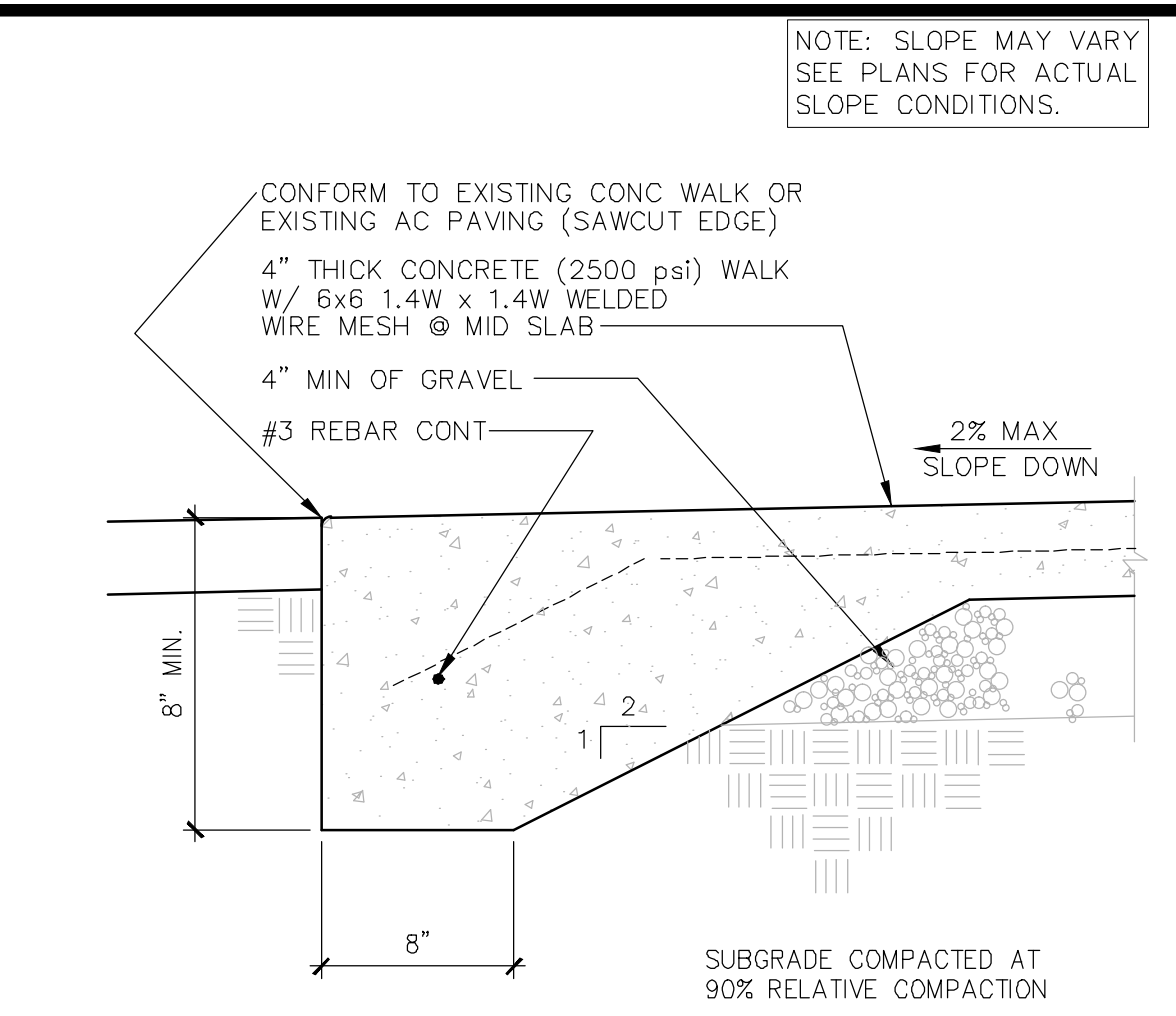 NOTE: SLOPE MAY VARY
SEE PLANS FOR ACTUAL
SLOPE CONDITIONS.
CONFORM TO EXISTING CONC WALK OR
EXISTING AC PAVING (SAWCUT EDGE)
4" THICK CONCRETE (2500 psi) WALK
W/ 6x6 1.4W x 1.4W WELDED
WIRE MESH @ MID SLAB
4" MIN OF GRAVEL
#3 REBAR CONT
2% MAX
SLOPE DOWN
8" MIN.
2
1
8"
SUBGRADE COMPACTED AT
90% RELATIVE COMPACTION